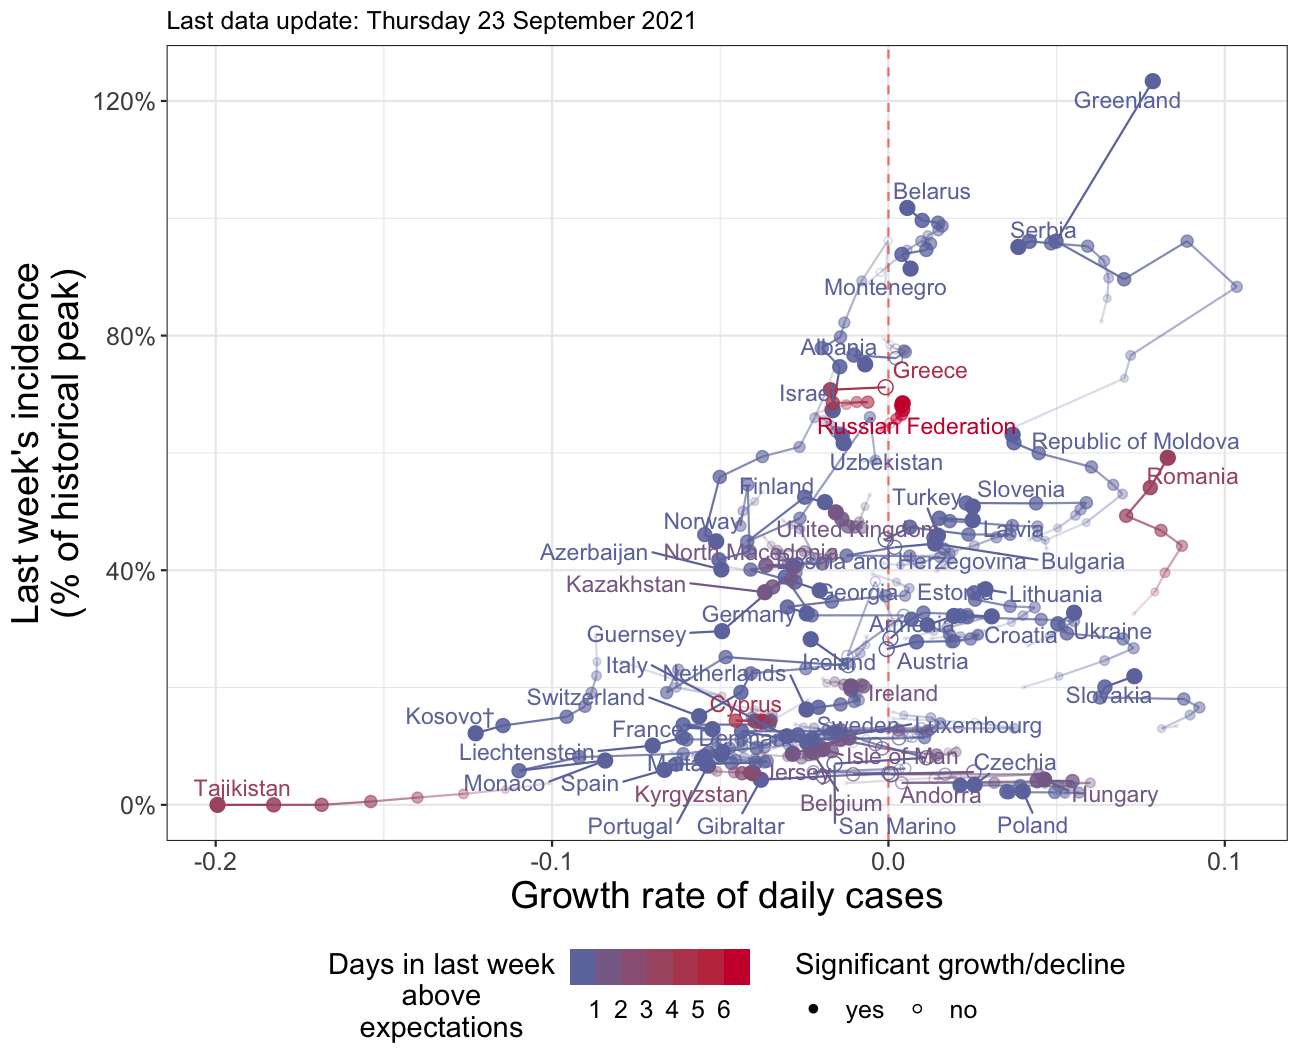 Last data update: Thursday 23 September 2021
Last week's incidence
(% of historical peak)
120%
80%
40%
0%
Greenland
Belarus
Serbia
Montenegro
Albania
Greece
Israel
Russian Federation
Republic of Moldova
Uzbekistan
Romania
Finland
Turkey
Slovenia
Norway
United Kingdom
Latvia
Azerbaijan
North Macedonia
Bosnia and Herzegovina
Bulgaria
Kazakhstan
Georgia
Estonia
Lithuania
Germany
Armenia
Guernsey
Croatia
Ukraine
Italy
Iceland
Austria
Netherlands
Switzerland
Ireland
Slovakia
Cyprus
Kosovo†
France
Sweden
Luxembourg
Denmark
Liechtenstein
Isle of Man
Malta
Czechia
Monaco
Spain
Jersey
Tajikistan
Kyrgyzstan
Belgium
Andorra
Hungary
Portugal
Gibraltar
San Marino
Poland
-0.2
-0.1
0.0
0.1
Growth rate of daily cases
Days in last week
above
expectations
1 2 3 4 5 6
Significant growth/decline
yes
no